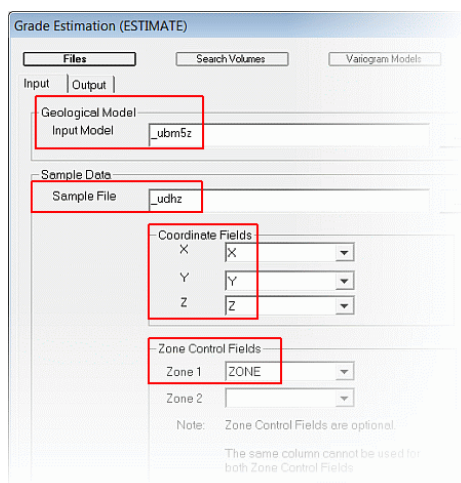 Grade Estimation (ESTIMATE)
Files Search Volumes Variogram Models
Input Output
Geological Model
Input Model _ubm5z
Sample Data
Sample File _udhz
Coordinate Fields
X X
Y Y
Z Z
Zone Control Fields
Zone 1 ZONE
Zone 2
Note: Zone Control Fields are optional.
The same column cannot be used for
both Zone Control Fields